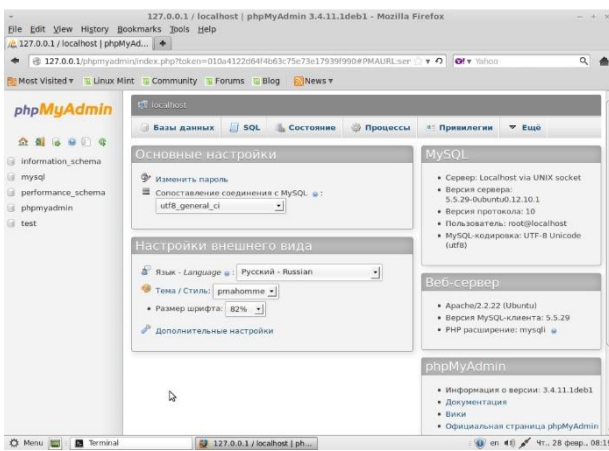 127.0.0.1 / localhost | phpMyAdmin 3.4.11.1deb1 - Mozilla Firefox
File Edit View History Bookmarks Tools Help
127.0.0.1 / localhost | phpMyAd...
127.0.0.1/phpmyadmin/index.php?token=010a4122d64f4b63c75e73e17939f990#PMAURL:ser
Yahoo
Most Visited Linux Mint Community Forums Blog News
phpMyAdmin
information_schema
mysql
performance_schema
phpmyadmin
test
localhost
Базы данных SQL Состояние Процессы Привилегии Ещё
Основные настройки
Изменить пароль
Сопоставление соединения с MySQL :
utf8_general_ci
Настройки внешнего вида
Язык - Language : Русский - Russian
Тема / Стиль: pmahomme
• Размер шрифта: 82%
Дополнительные настройки
MySQL
• Сервер: Localhost via UNIX socket
• Версия сервера:
5.5.29-0ubuntu0.12.10.1
• Версия протокола: 10
• Пользователь: root@localhost
• MySQL-кодировка: UTF-8 Unicode
(utf8)
Веб-сервер
• Apache/2.2.22 (Ubuntu)
• Версия MySQL-клиента: 5.5.29
• PHP расширение: mysqli
phpMyAdmin
• Информация о версии: 3.4.11.1deb1
• Документация
• Вики
• Официальная страница phpMyAdmin
Menu Terminal 127.0.0.1 / localhost | ph... en Чт., 28 февр., 08:1